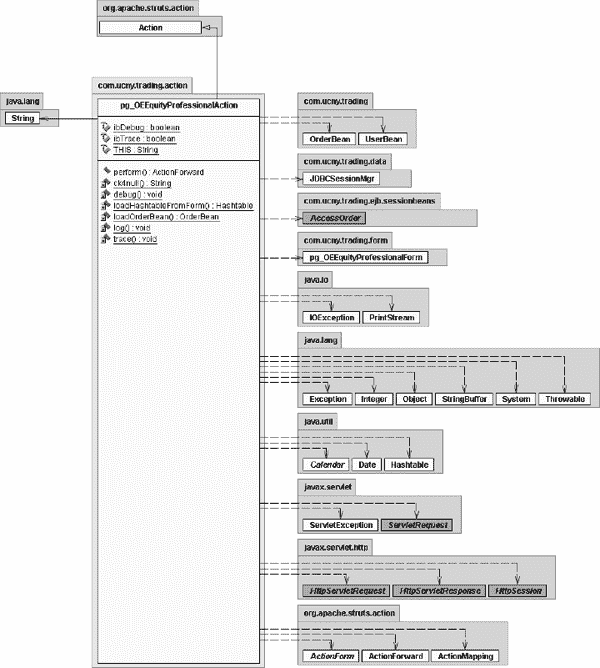 org.apache.struts.action
Action
com.ucny.trading.action
java.lang
String
pg_OEEquityProfessionalAction
ibDebug : boolean
ibTrace : boolean
THIS : String
perform() : ActionForward
ck4null() : String
debug() : void
loadHashtableFromForm() : Hashtable
loadOrderBean() : OrderBean
log() : void
trace() : void
com.ucny.trading
OrderBean
UserBean
com.ucny.trading.data
JDBCSessionMgr
com.ucny.trading.ejb.sessionbeans
AccessOrder
com.ucny.trading.form
pg_OEEquityProfessionalForm
java.io
IOException
PrintStream
java.lang
Exception
Integer
Object
StringBuffer
System
Throwable
java.util
Calendar
Date
Hashtable
javax.servlet
ServletException
ServletRequest
javax.servlet.http
HttpServletRequest
HttpServletResponse
HttpSession
org.apache.struts.action
ActionForm
ActionForward
ActionMapping